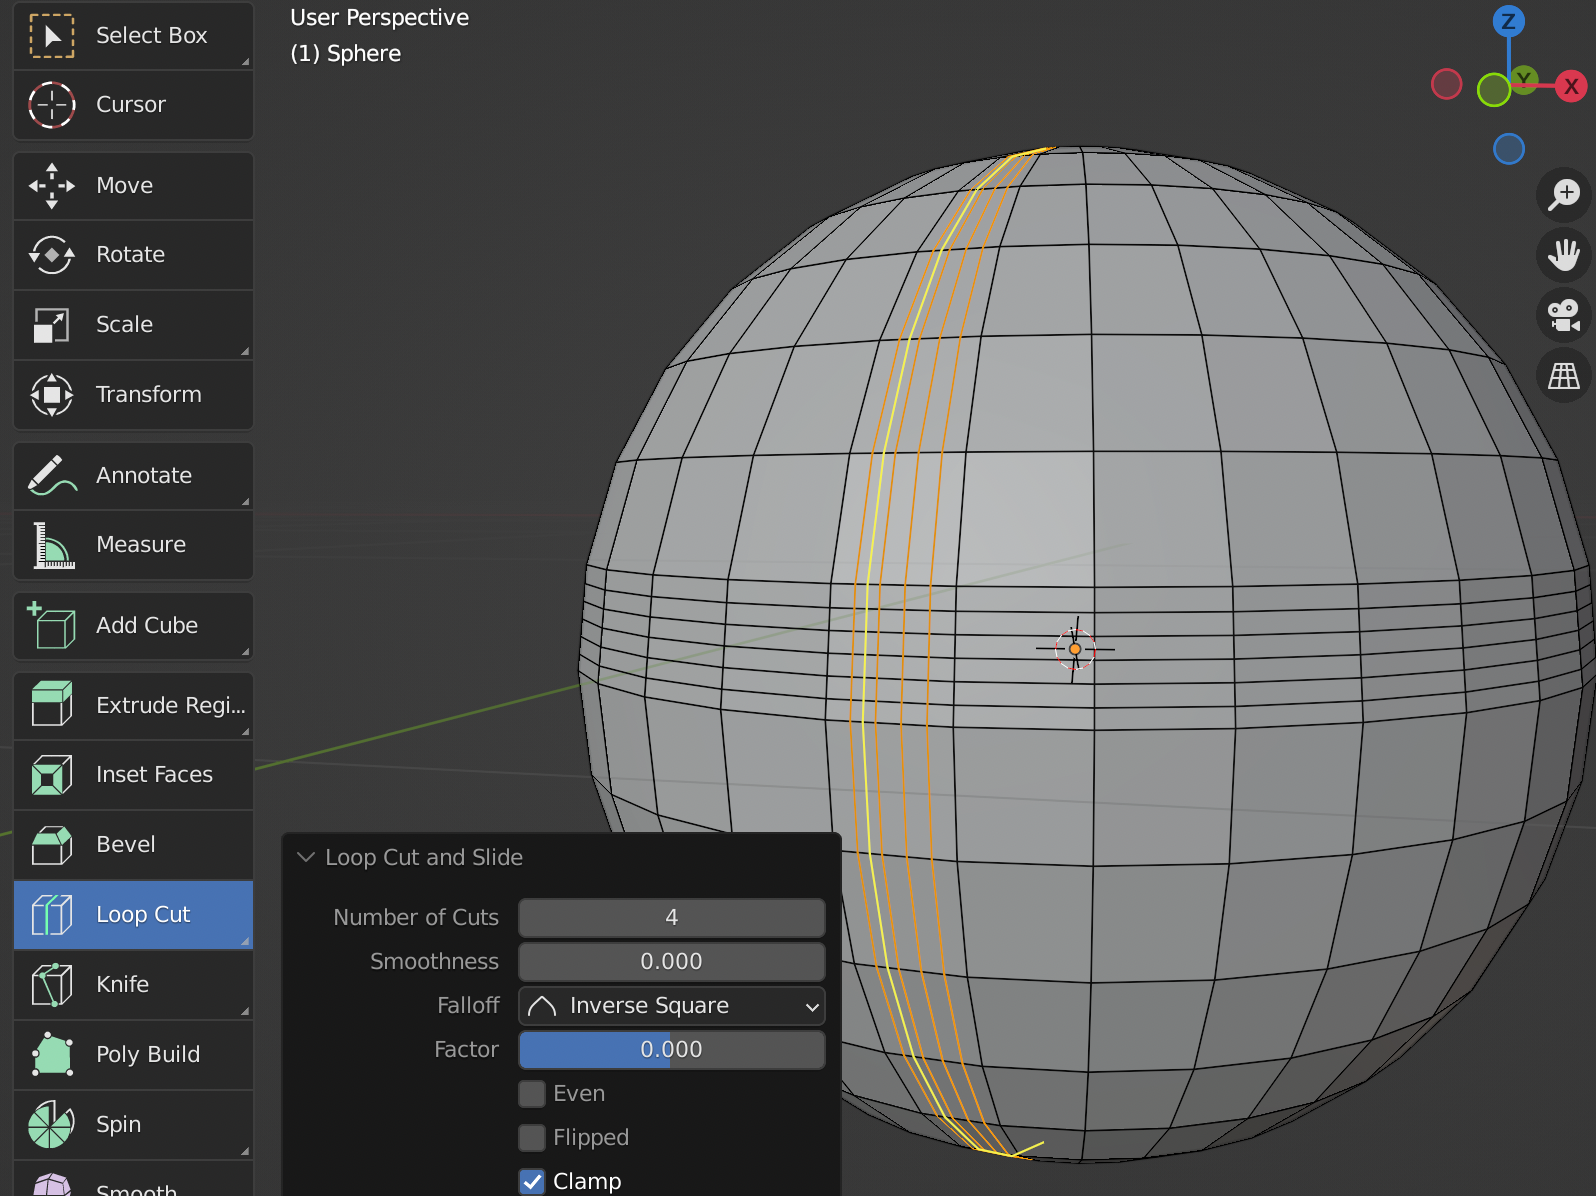 Select Box
Cursor
Move
Rotate
Scale
Transform
Annotate
Measure
Add Cube
Extrude Regi...
Inset Faces
Bevel
Loop Cut
Knife
Poly Build
Spin
Smooth
User Perspective
(1) Sphere
Z
Y
X
Loop Cut and Slide
Number of Cuts 4
Smoothness 0.000
Falloff Inverse Square
Factor 0.000
Even
Flipped
Clamp